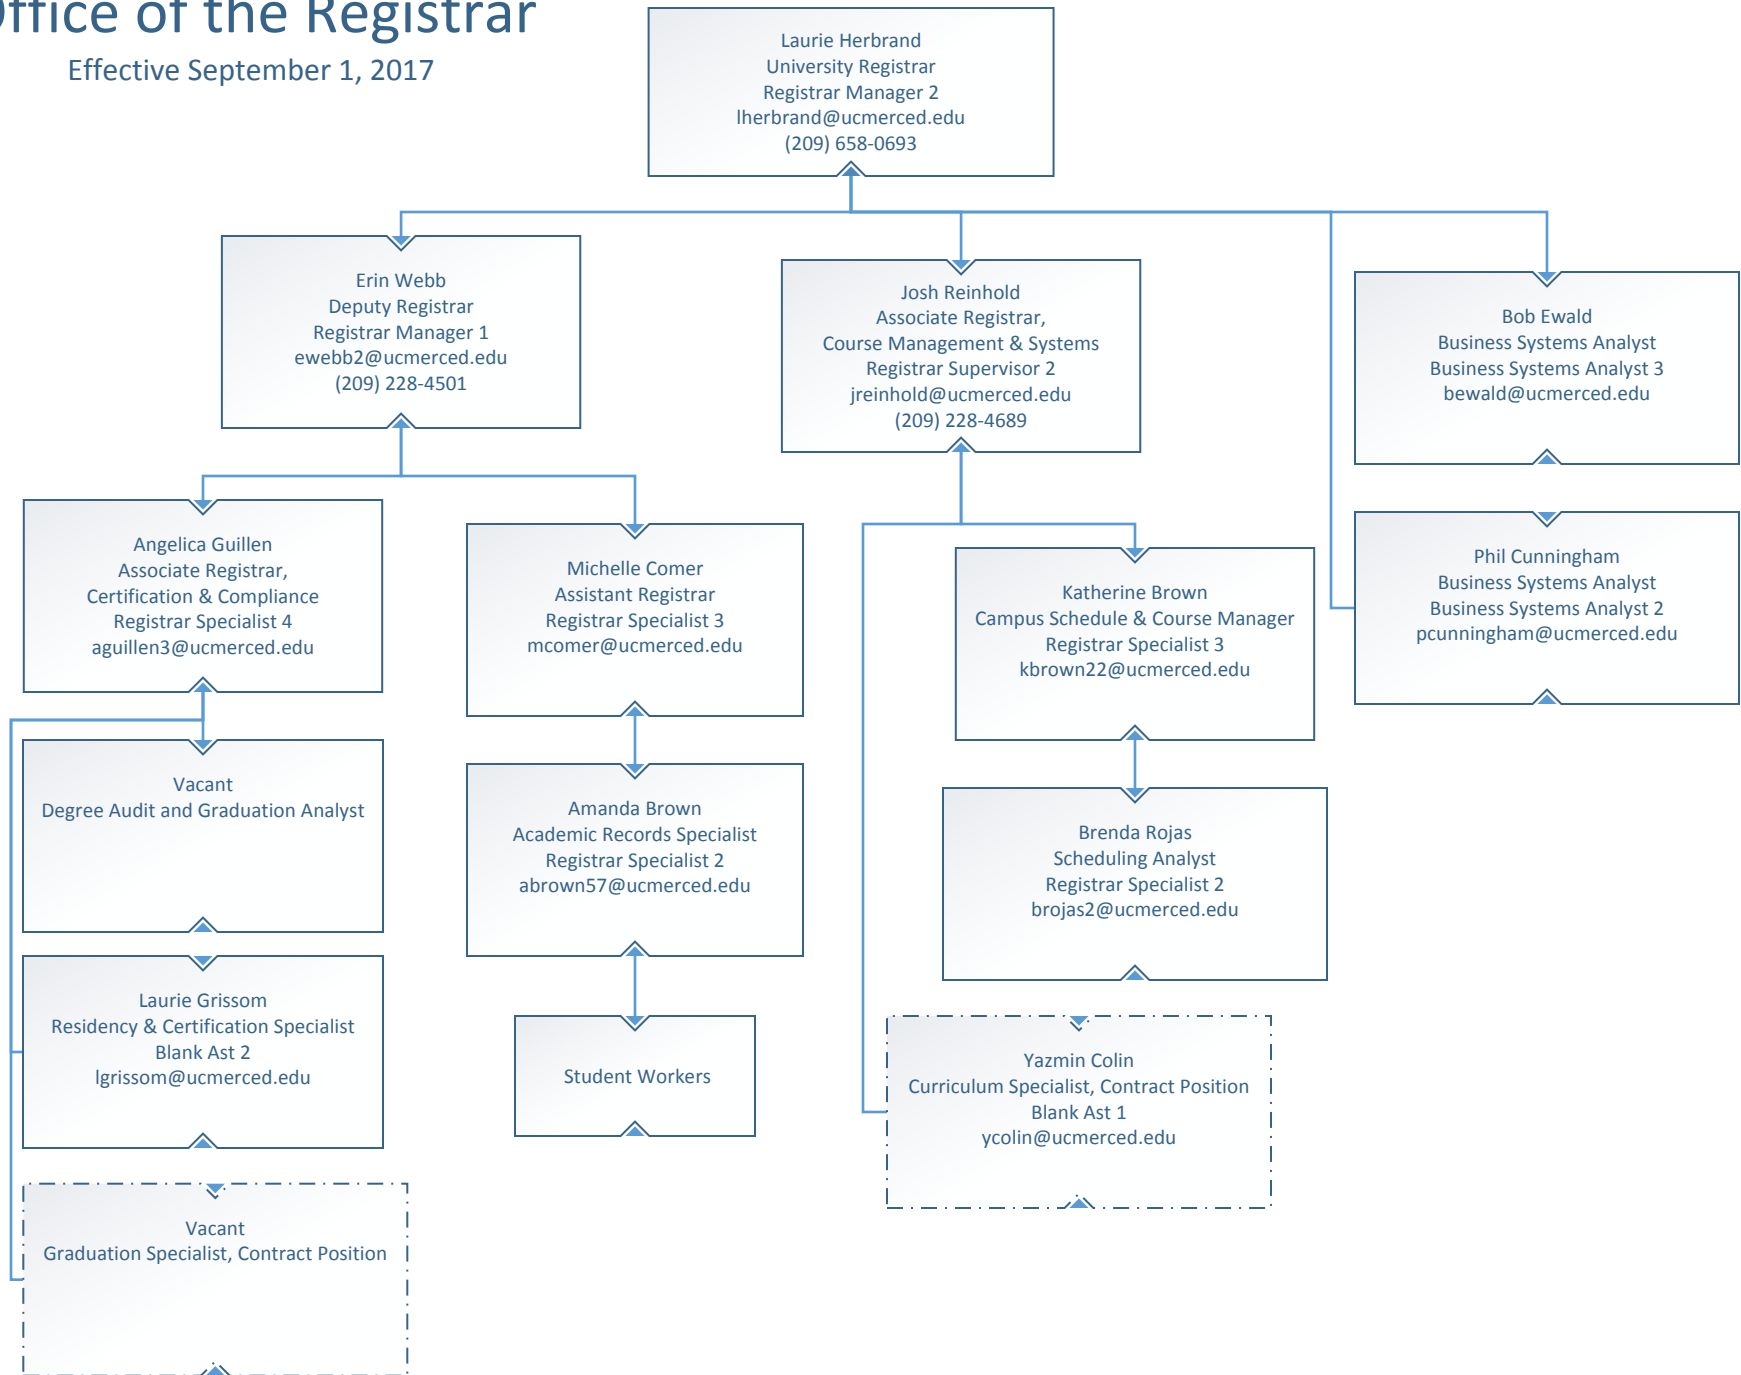 Office of the Registrar
Effective September 1, 2017
Laurie Herbrand
University Registrar
Registrar Manager 2
lherbrand@ucmerced.edu
(209) 658-0693
Erin Webb
Deputy Registrar
Registrar Manager 1
ewebb2@ucmerced.edu
(209) 228-4501
Josh Reinhold
Associate Registrar,
Course Management & Systems
Registrar Supervisor 2
jreinhold@ucmerced.edu
(209) 228-4689
Bob Ewald
Business Systems Analyst
Business Systems Analyst 3
bewald@ucmerced.edu
Angelica Guillen
Associate Registrar,
Certification & Compliance
Registrar Specialist 4
aguillen3@ucmerced.edu
Michelle Comer
Assistant Registrar
Registrar Specialist 3
mcomer@ucmerced.edu
Katherine Brown
Campus Schedule & Course Manager
Registrar Specialist 3
kbrown22@ucmerced.edu
Phil Cunningham
Business Systems Analyst
Business Systems Analyst 2
pcunningham@ucmerced.edu
Vacant
Degree Audit and Graduation Analyst
Amanda Brown
Academic Records Specialist
Registrar Specialist 2
abrown57@ucmerced.edu
Brenda Rojas
Scheduling Analyst
Registrar Specialist 2
brojas2@ucmerced.edu
Laurie Grissom
Residency & Certification Specialist
Blank Ast 2
lgrissom@ucmerced.edu
Student Workers
Yazmin Colin
Curriculum Specialist, Contract Position
Blank Ast 1
ycolin@ucmerced.edu
Vacant
Graduation Specialist, Contract Position